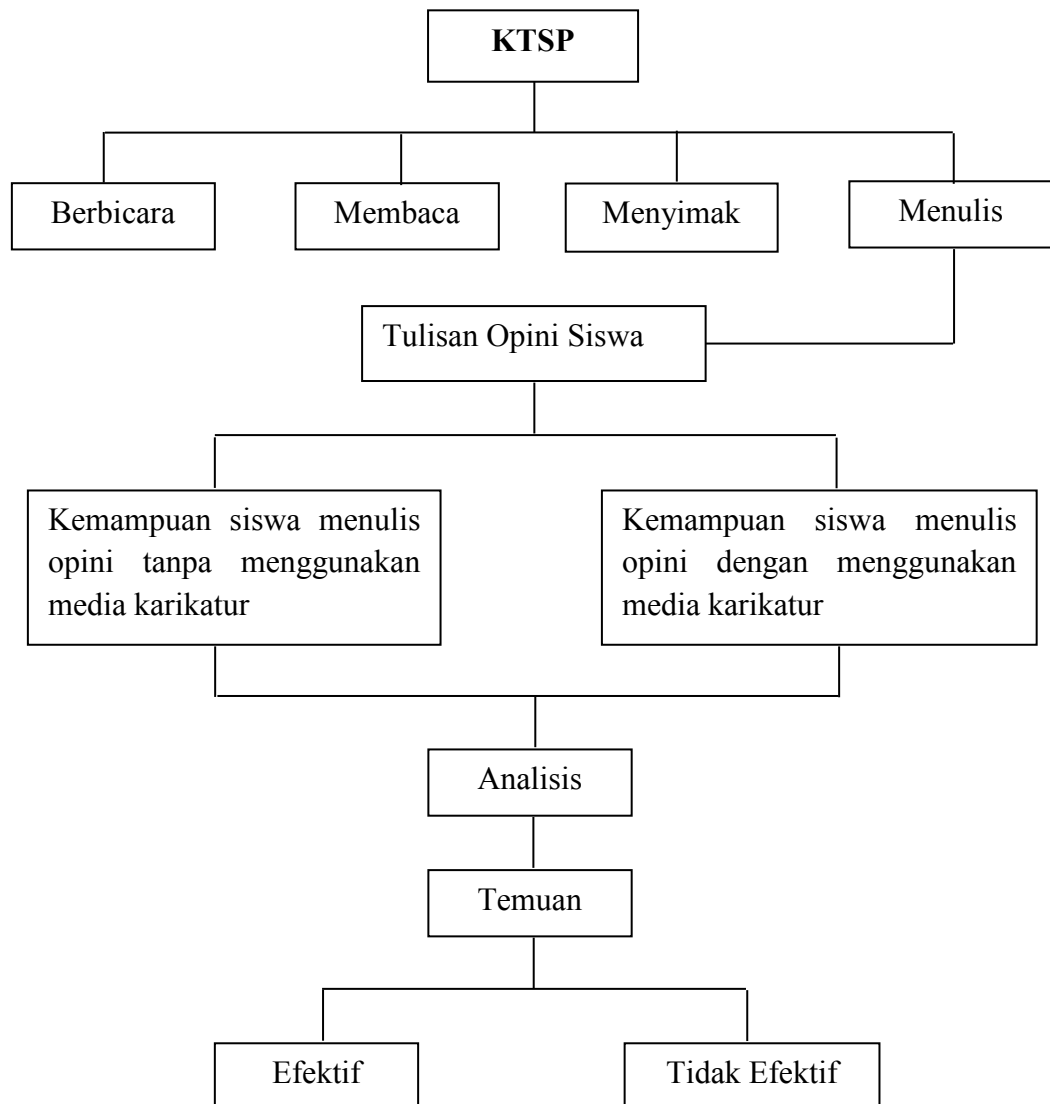 KTSP
Berbicara
Membaca
Menyimak
Menulis
Tulisan Opini Siswa
Kemampuan siswa menulis
opini tanpa menggunakan
media karikatur
Kemampuan siswa menulis
opini dengan menggunakan
media karikatur
Analisis
Temuan
Efektif
Tidak Efektif